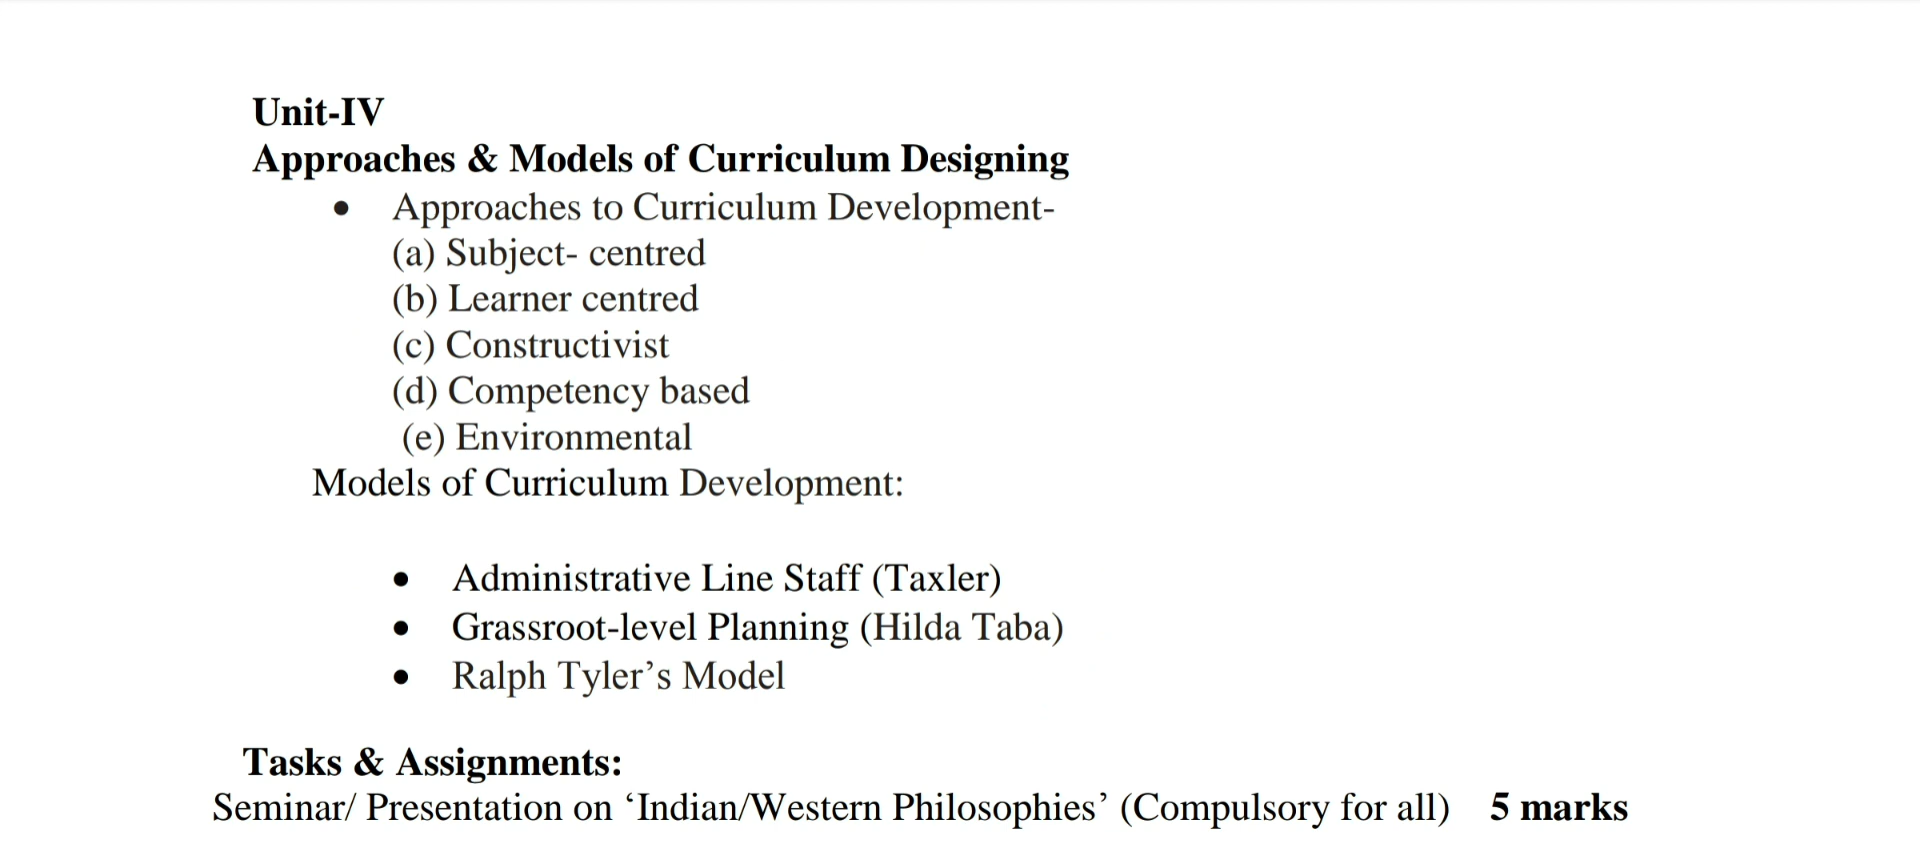 Unit-IV
Approaches & Models of Curriculum Designing
• Approaches to Curriculum Development-
(a) Subject- centred
(b) Learner centred
(c) Constructivist
(d) Competency based
(e) Environmental
Models of Curriculum Development:
• Administrative Line Staff (Taxler)
• Grassroot-level Planning (Hilda Taba)
• Ralph Tyler’s Model
Tasks & Assignments:
Seminar/ Presentation on ‘Indian/Western Philosophies’ (Compulsory for all) 5 marks